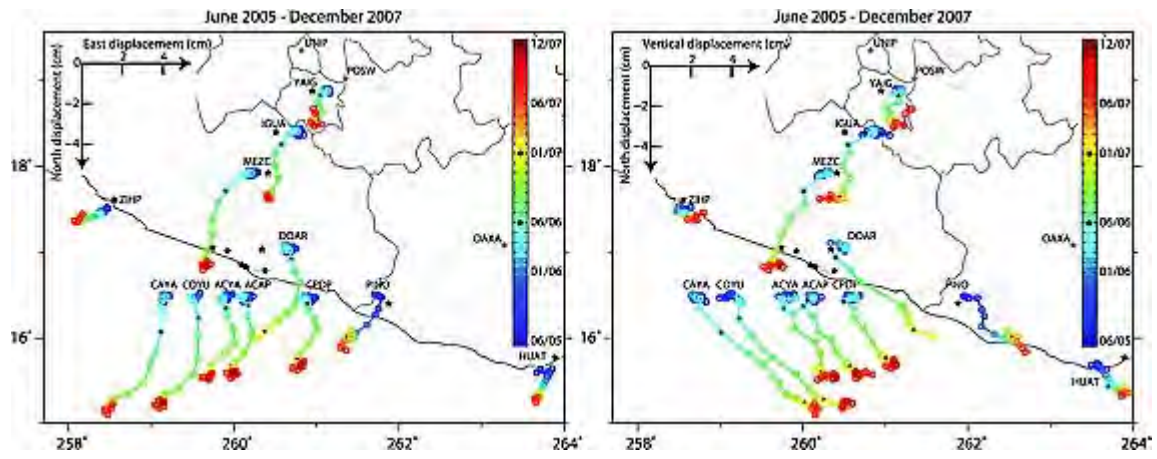 June 2005 - December 2007
East displacement (cm)
0
2
4
0
-2
-4
North displacement (cm)
UNIP
POSW
YAIG
IGUA
MEZC
ZIHP
DOAR
OAXA
CAYA COYU ACYA ACAP CPDP PINO
HUAT
12/07
06/07
01/07
06/06
01/06
06/05
18°
16°
258° 260° 262° 264°
June 2005 - December 2007
Vertical displacement (cm)
0
2
4
0
-2
-4
North displacement (cm)
UNIP
POSW
YAIG
IGUA
MEZC
ZIHP
DOAR
OAXA
CAYA COYU ACYA ACAP CPDP
HUAT
12/07
06/07
01/07
06/06
01/06
06/05
18°
16°
258° 260° 262° 264°